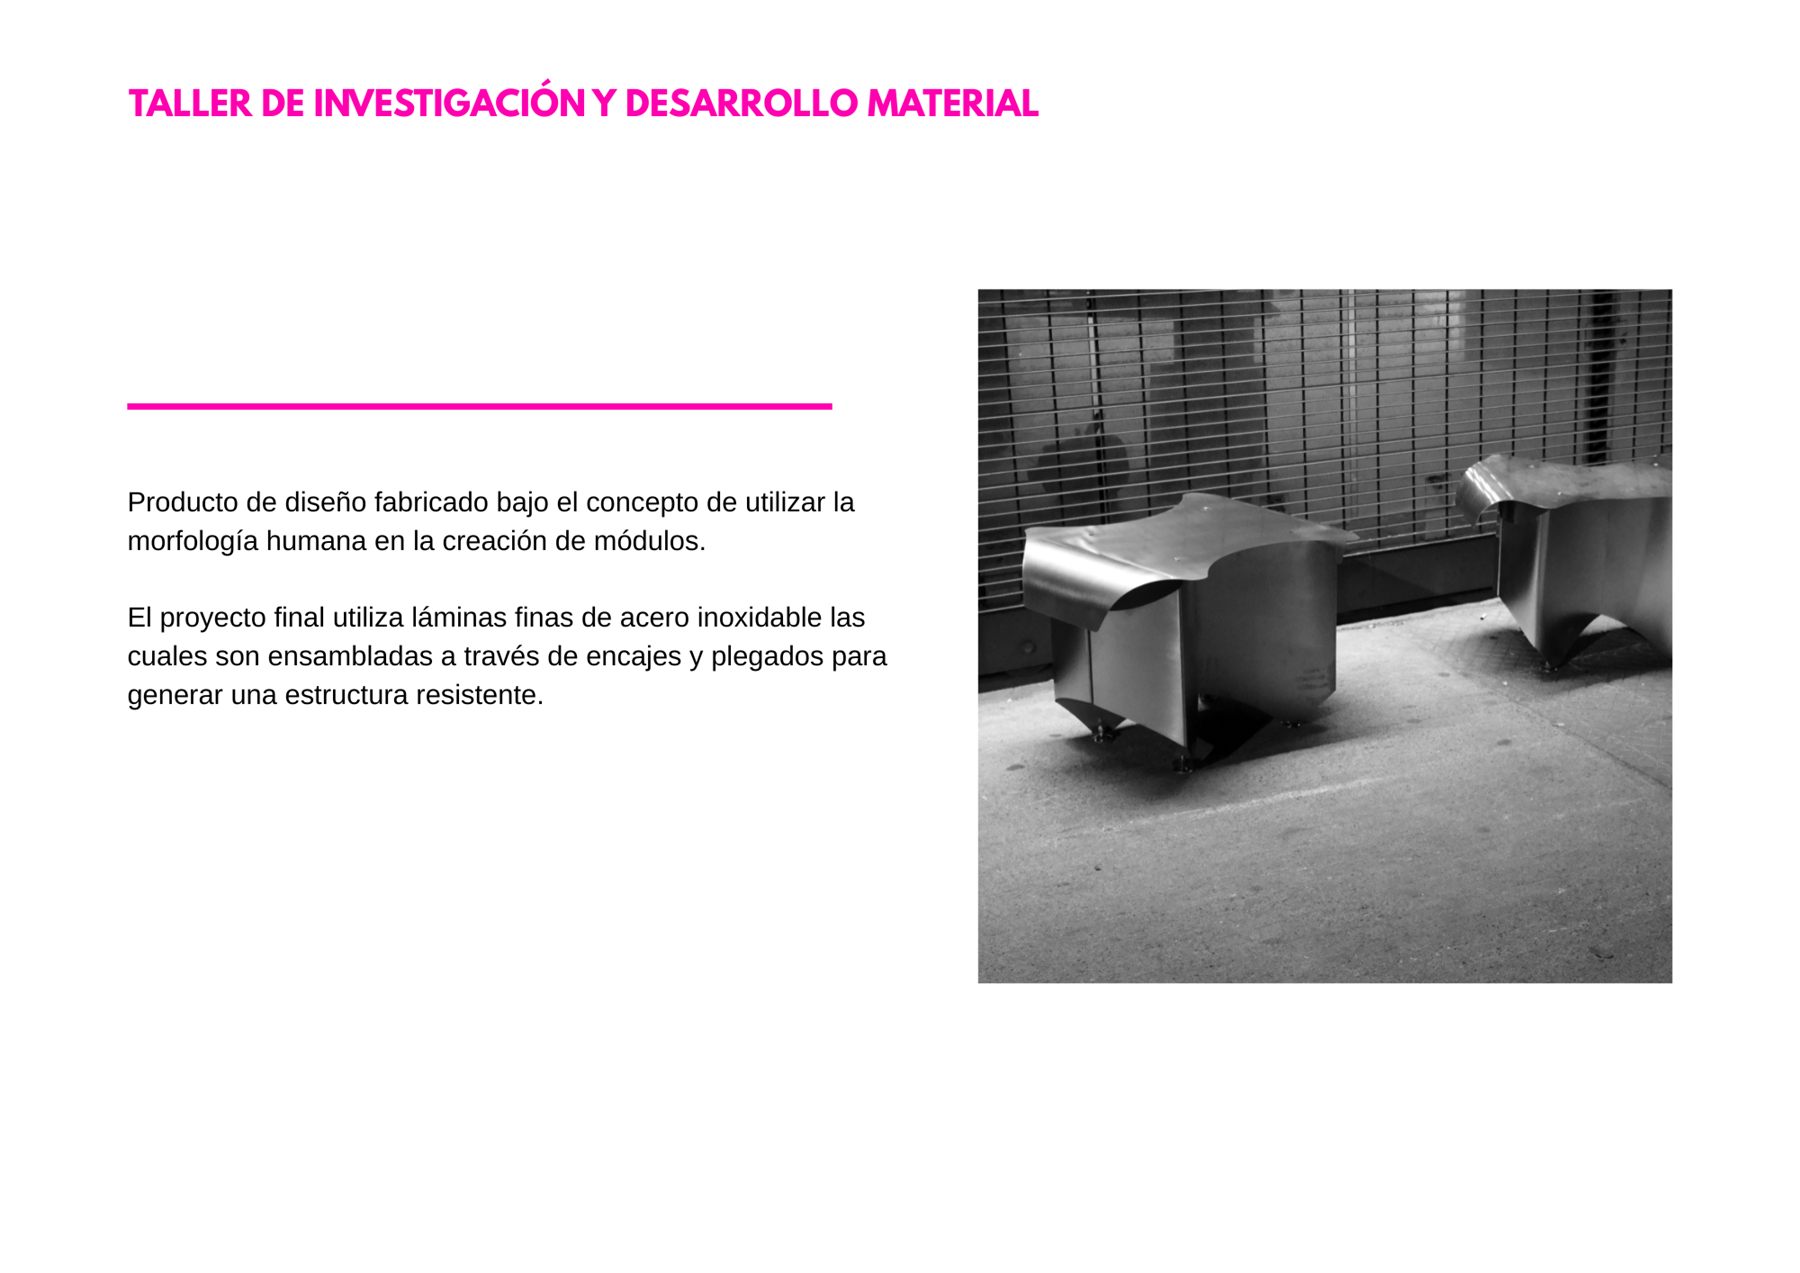 TALLER DE INVESTIGACIÓN Y DESARROLLO MATERIAL
Producto de diseño fabricado bajo el concepto de utilizar la
morfología humana en la creación de módulos.
El proyecto final utiliza láminas finas de acero inoxidable las
cuales son ensambladas a través de encajes y plegados para
generar una estructura resistente.